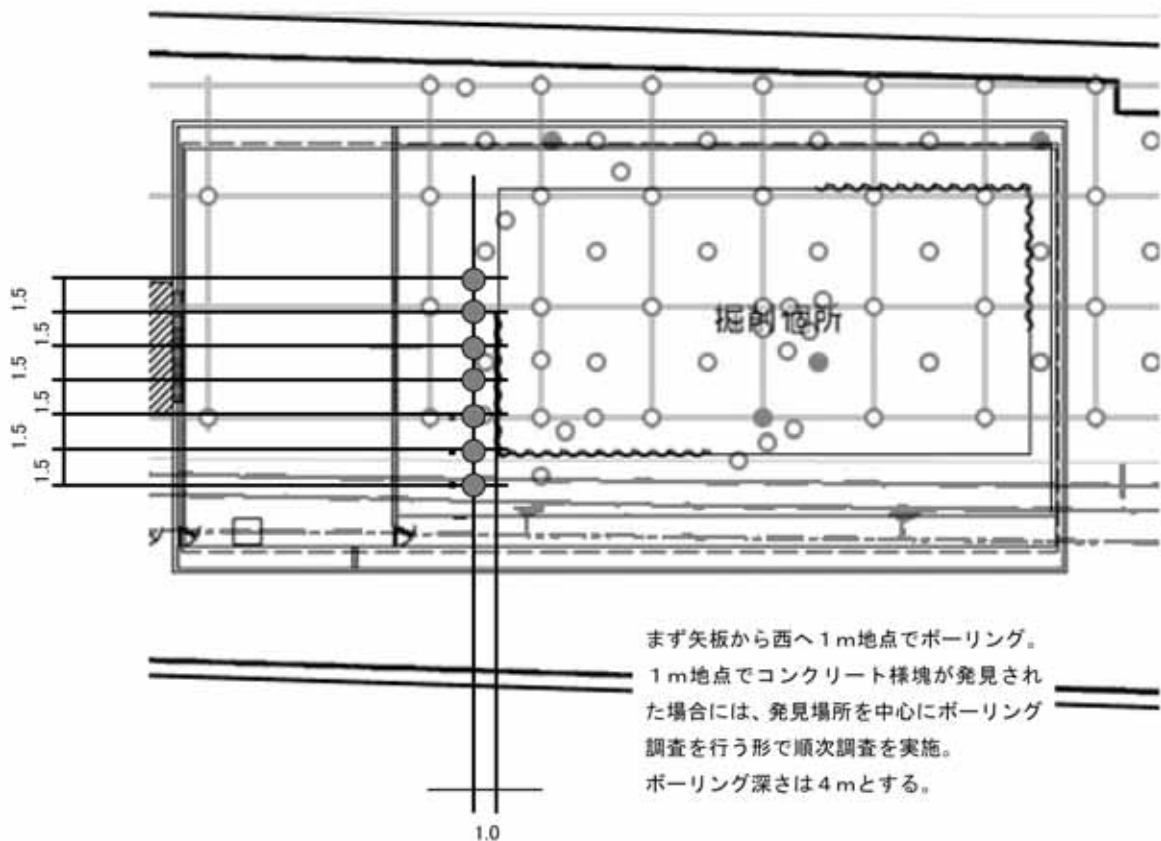 掘削個所
1.5
1.5
1.5
1.5
1.5
1.5
まず矢板から西へ1m地点でボーリング。
1m地点でコンクリート様塊が発見され
た場合には、発見場所を中心にボーリング
調査を行う形で順次調査を実施。
ボーリング深さは4mとする。
1.0